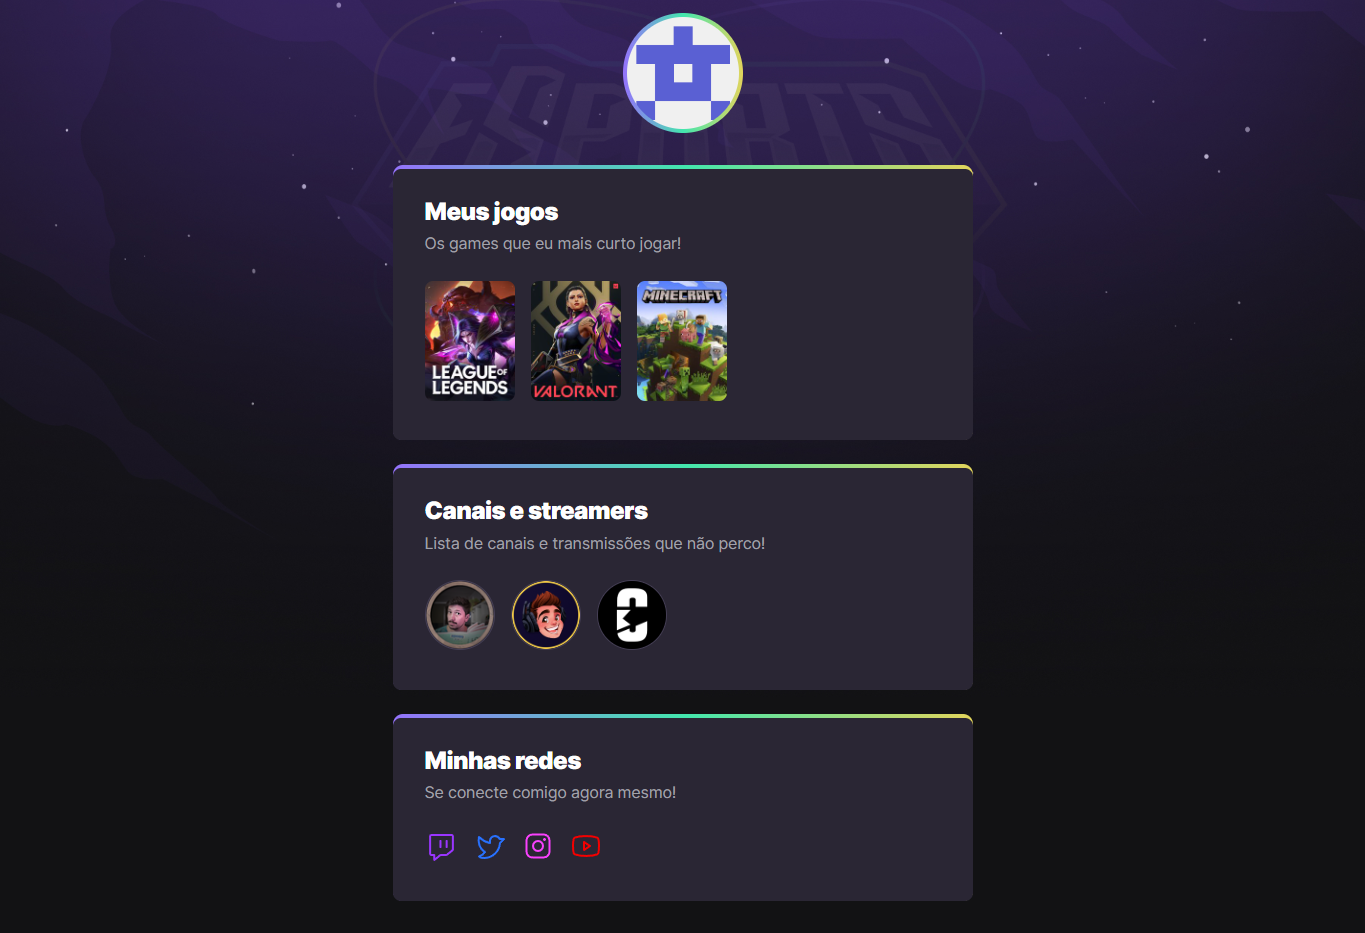 ESPORTS
Meus jogos
Os games que eu mais curto jogar!
LEAGUE OF
LEGENDS
VALORANT
MINECRAFT
Canais e streamers
Lista de canais e transmissões que não perco!
Minhas redes
Se conecte comigo agora mesmo!